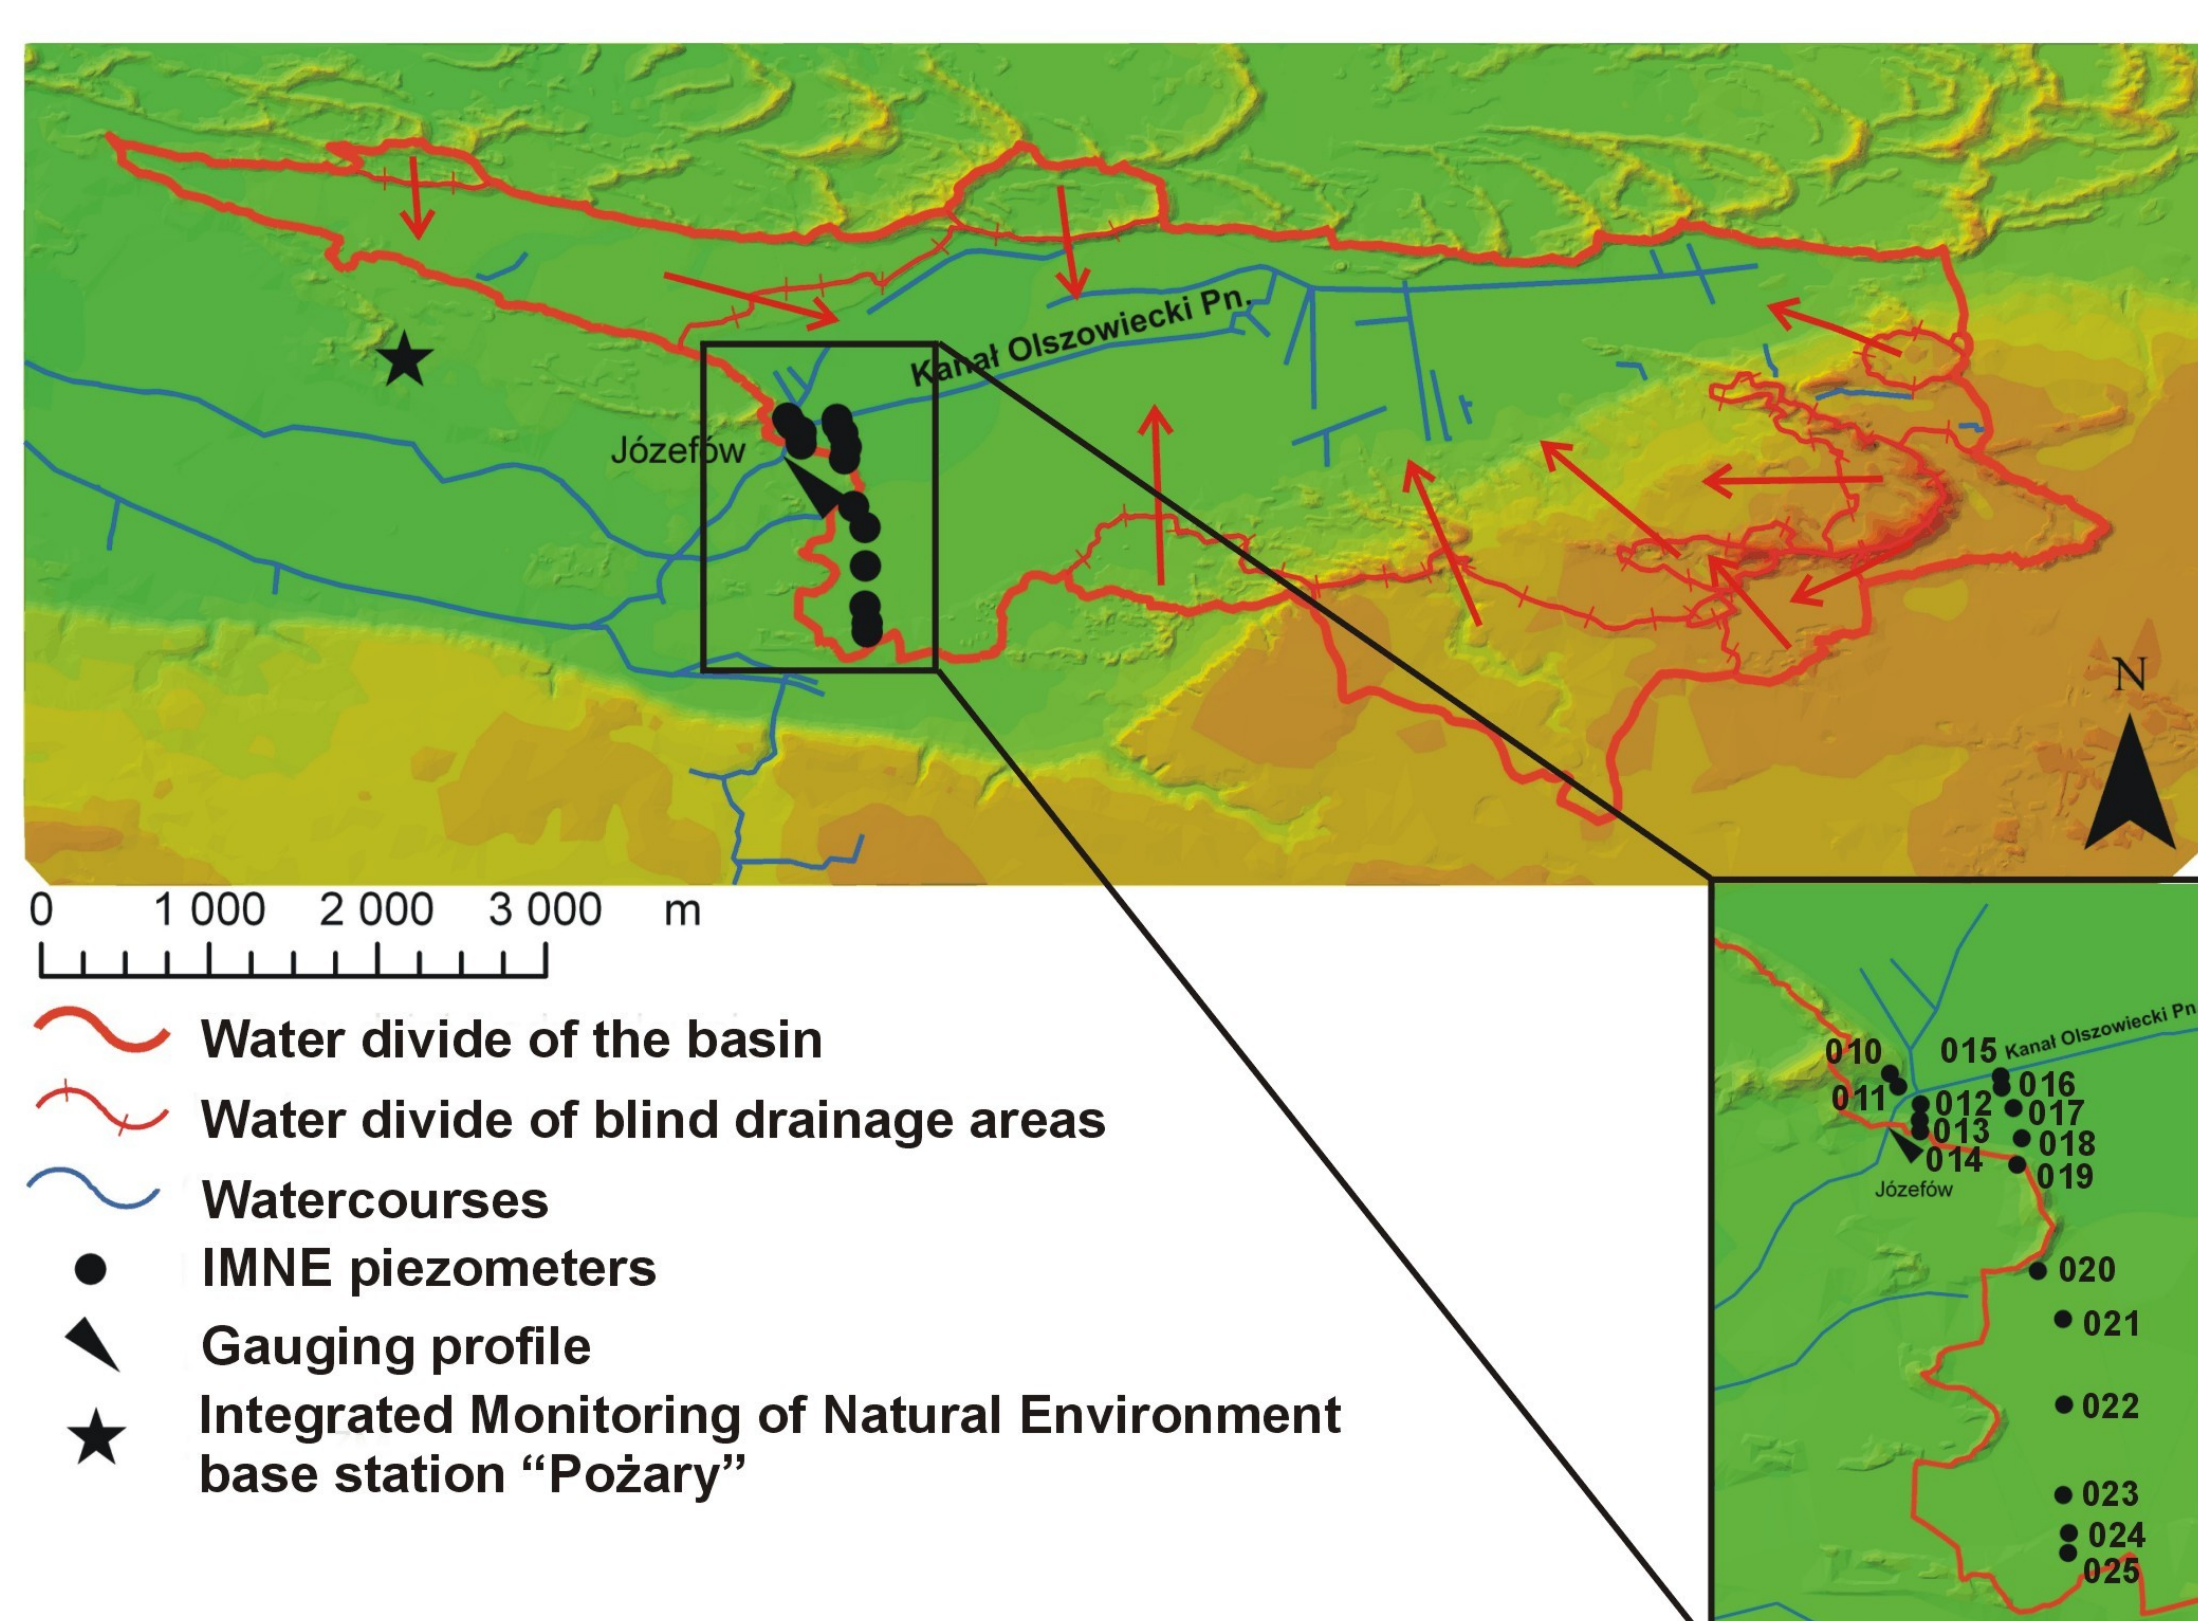 Kanał Olszowiecki Pn.
Józefów
N
0 1 000 2 000 3 000 m
Water divide of the basin
Water divide of blind drainage areas
Watercourses
IMNE piezometers
Gauging profile
Integrated Monitoring of Natural Environment
base station “Pożary”
010
015
Kanał Olszowiecki Pn
016
011
012
017
013
018
014
019
Józefów
020
021
022
023
024
025